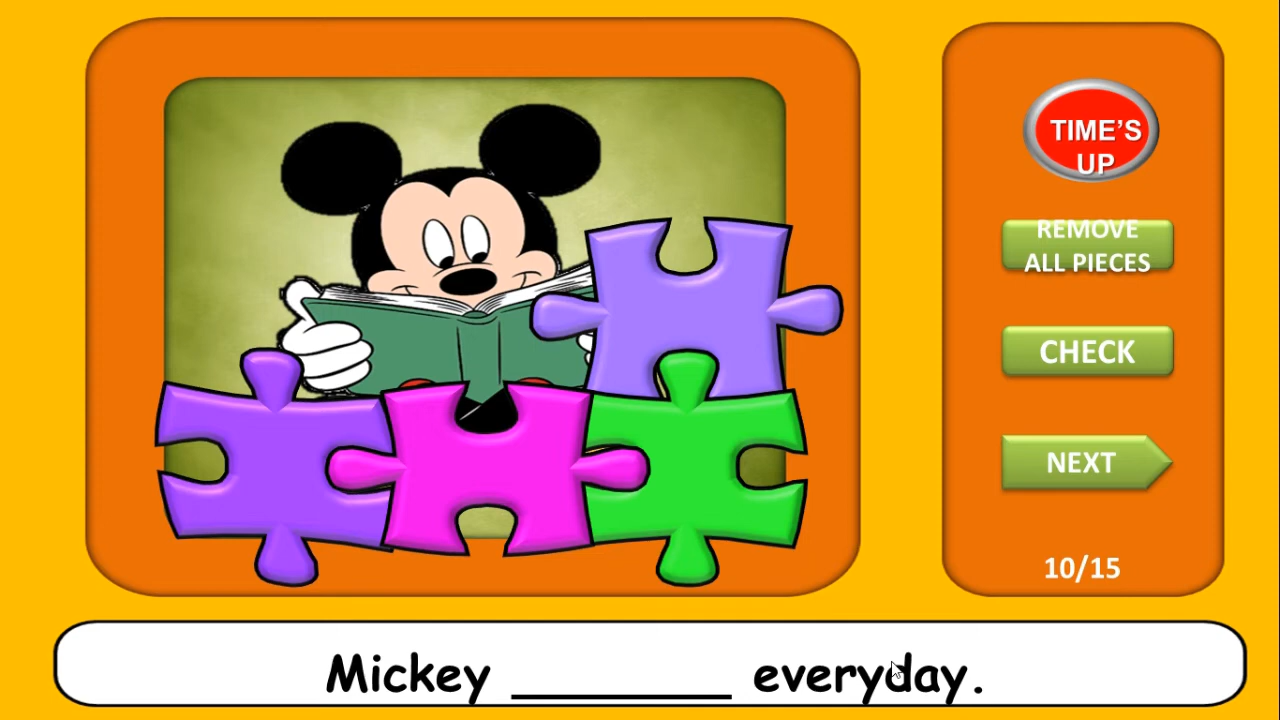 TIME'S
UP
REMOVE
ALL PIECES
CHECK
NEXT
10/15
Mickey ________ everyday.